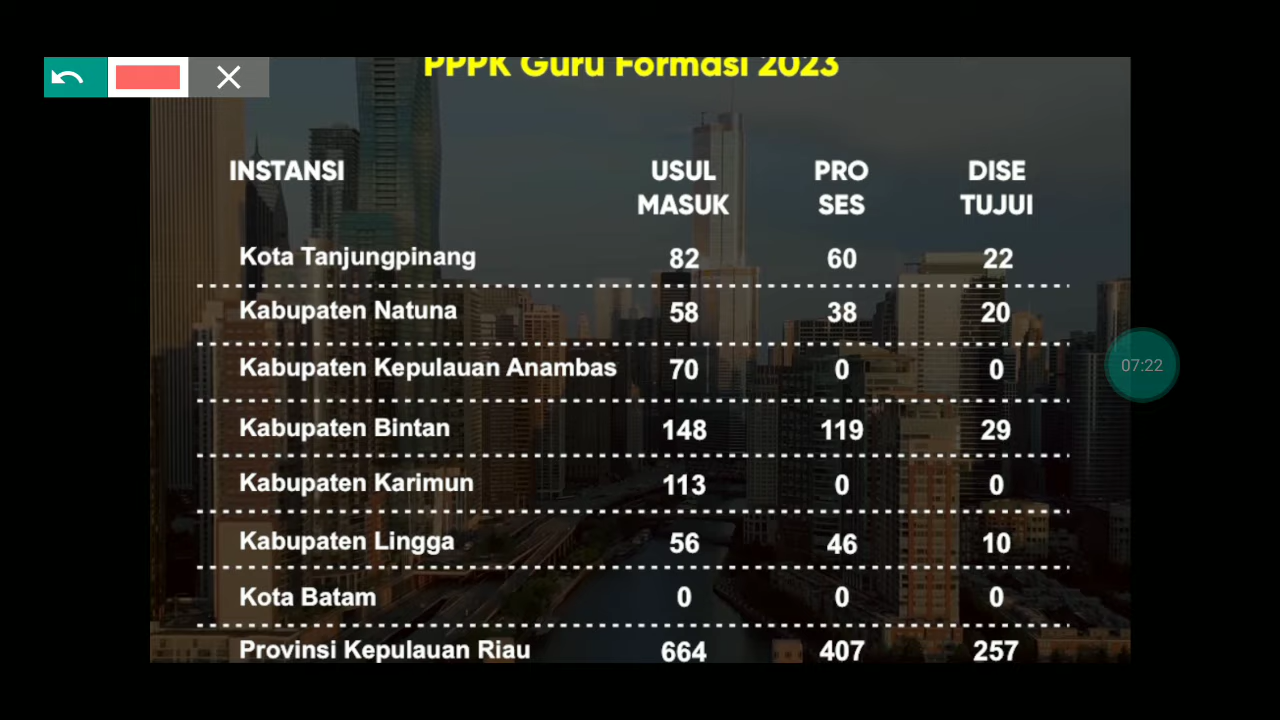 PPPK Guru Formasi 2023
INSTANSI USUL MASUK PRO SES DISE TUJUI
Kota Tanjungpinang 82 60 22
Kabupaten Natuna 58 38 20
Kabupaten Kepulauan Anambas 70 0 0
Kabupaten Bintan 148 119 29
Kabupaten Karimun 113 0 0
Kabupaten Lingga 56 46 10
Kota Batam 0 0 0
Provinsi Kepulauan Riau 664 407 257
07:22